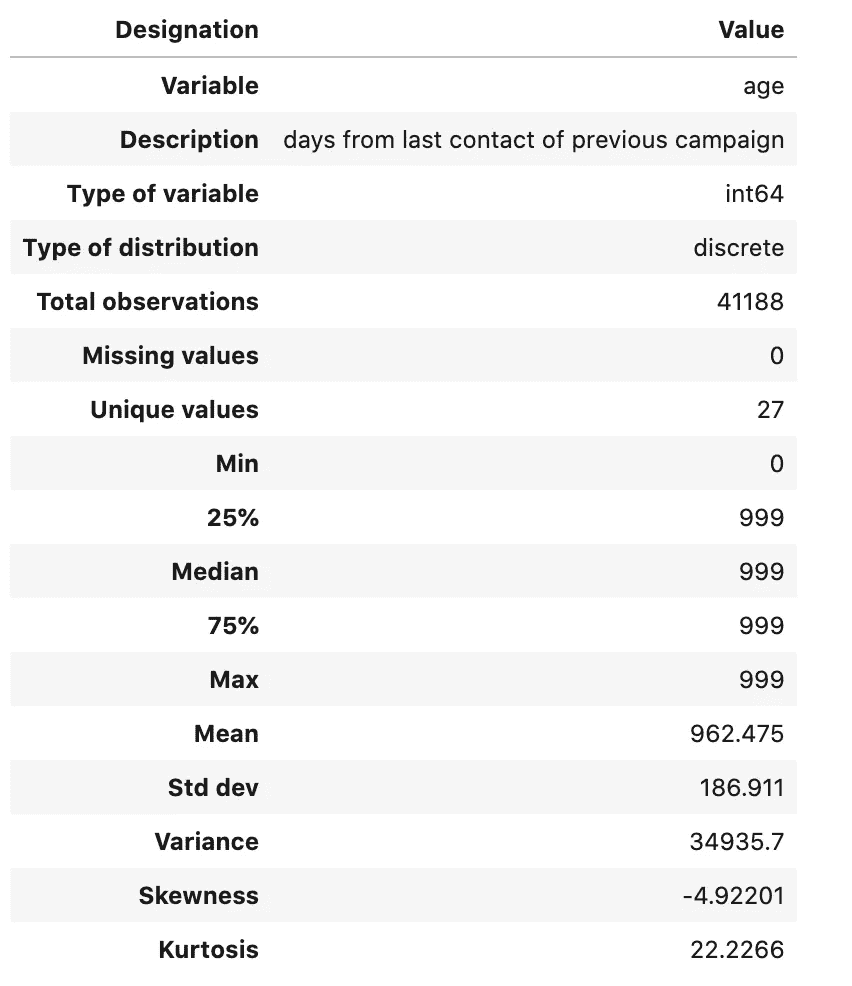 Designation Value
Variable age
Description days from last contact of previous campaign
Type of variable int64
Type of distribution discrete
Total observations 41188
Missing values 0
Unique values 27
Min 0
25% 999
Median 999
75% 999
Max 999
Mean 962.475
Std dev 186.911
Variance 34935.7
Skewness -4.92201
Kurtosis 22.2266